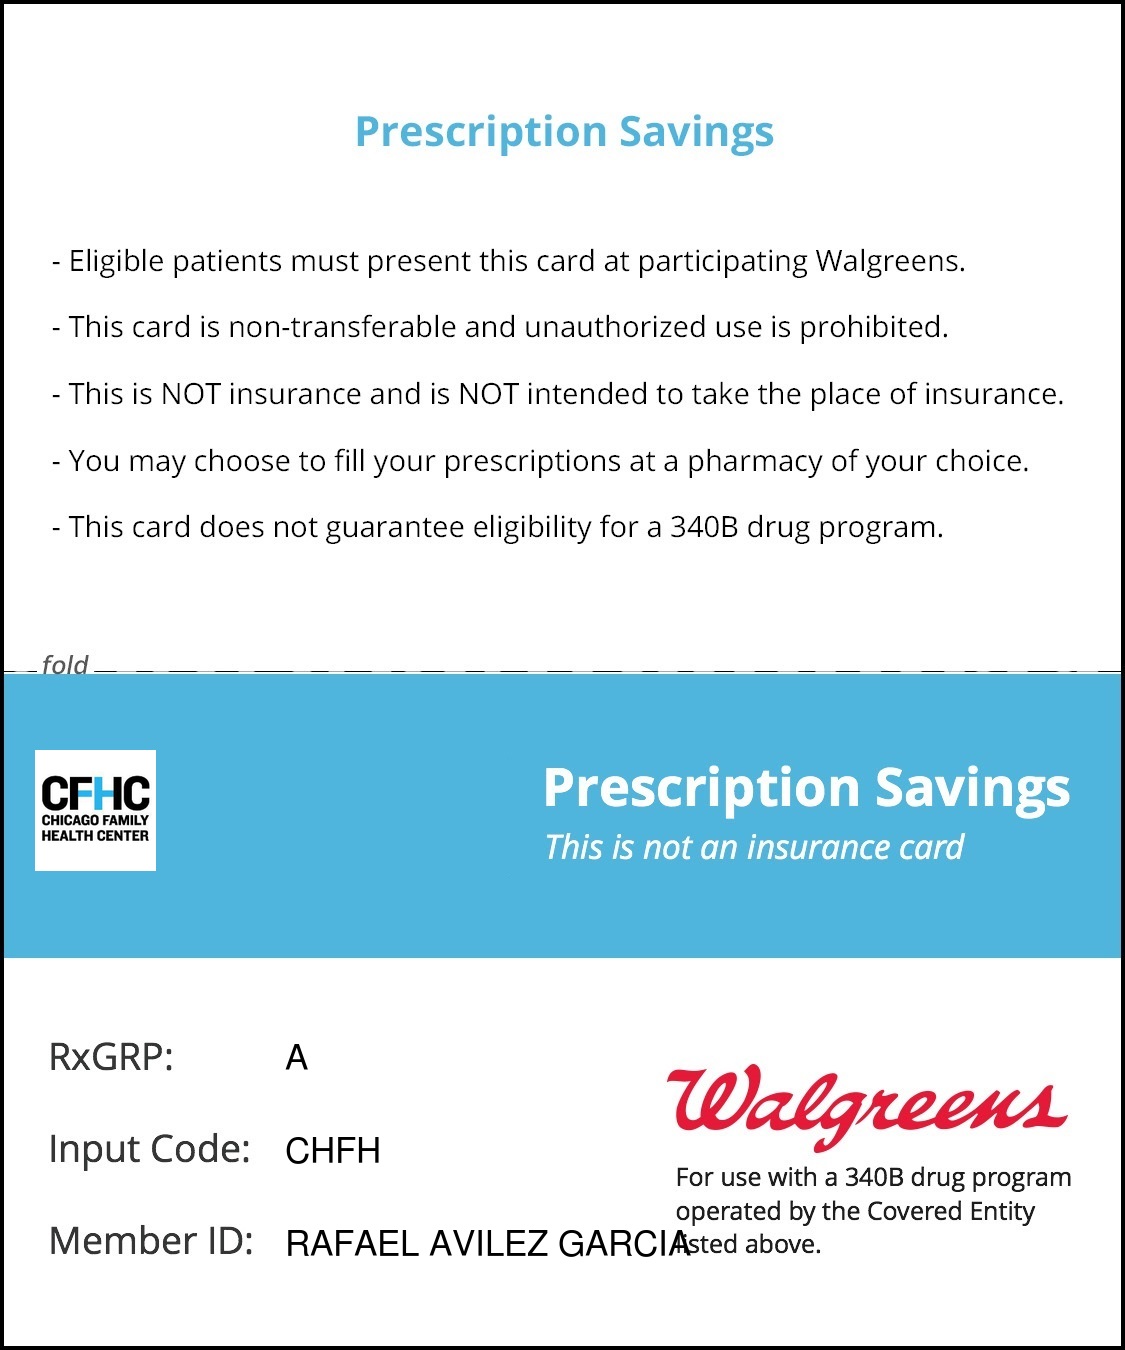 Prescription Savings
- Eligible patients must present this card at participating Walgreens.
- This card is non-transferable and unauthorized use is prohibited.
- This is NOT insurance and is NOT intended to take the place of insurance.
- You may choose to fill your prescriptions at a pharmacy of your choice.
- This card does not guarantee eligibility for a 340B drug program.
fold
CFHC
CHICAGO FAMILY
HEALTH CENTER
Prescription Savings
This is not an insurance card
RxGRP: A
Input Code: CHFH
Member ID: RAFAEL AVILEZ GARCIA
Walgreens
For use with a 340B drug program
operated by the Covered Entity
listed above.